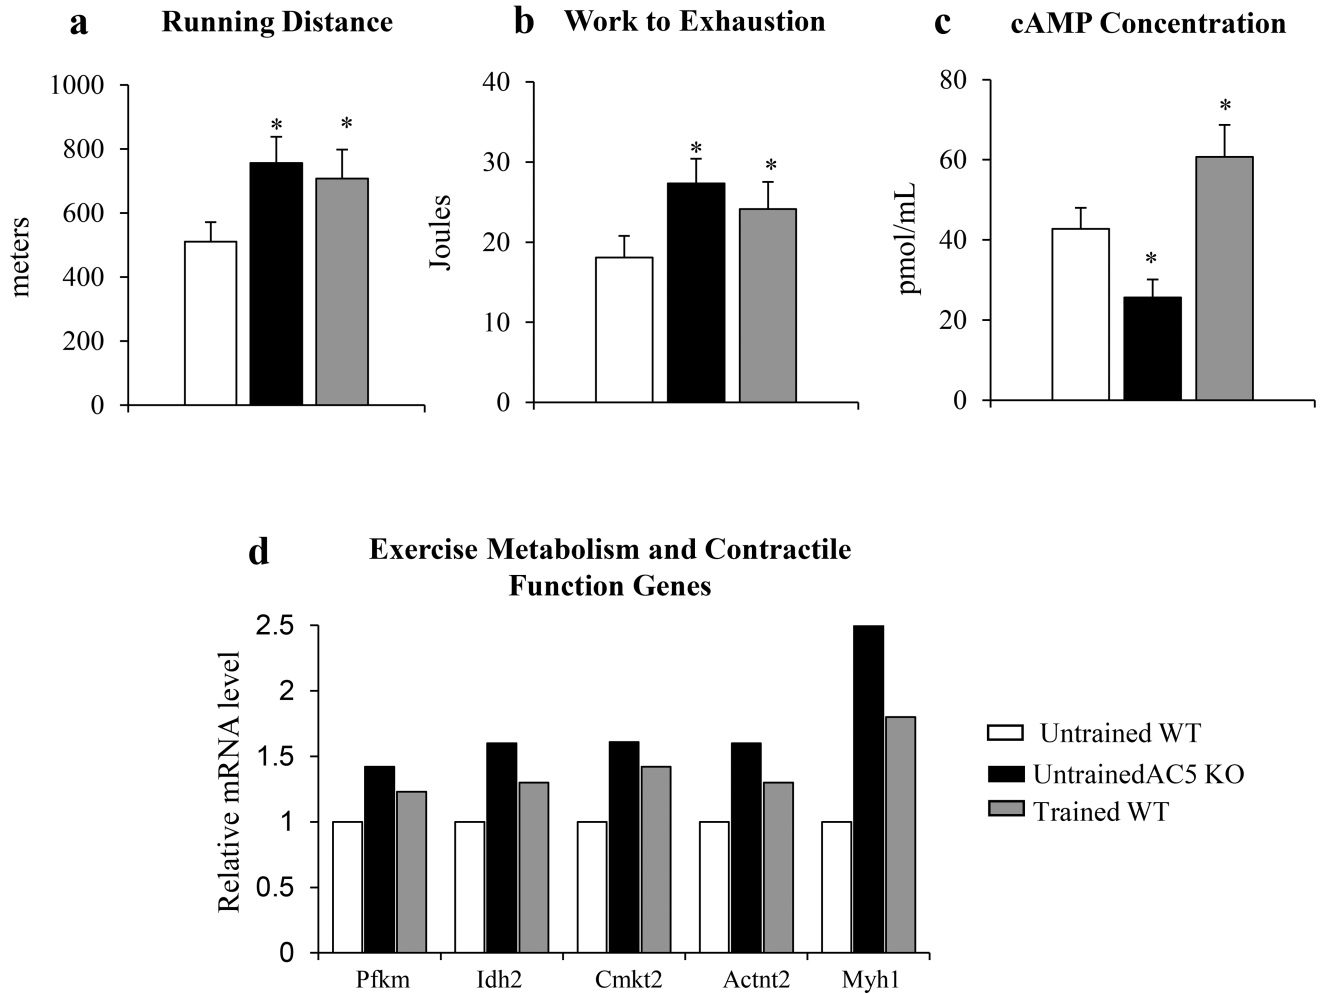 a Running Distance
1000
800
600
400
200
0
meters
* *
b Work to Exhaustion
40
30
20
10
0
Joules
* *
c cAMP Concentration
80
60
40
20
0
pmol/mL
* *
d Exercise Metabolism and Contractile
Function Genes
2.5
2
1.5
1
0.5
0
Relative mRNA level
Pfkm Idh2 Cmkt2 Actnt2 Myh1
Untrained WT
UntrainedAC5 KO
Trained WT